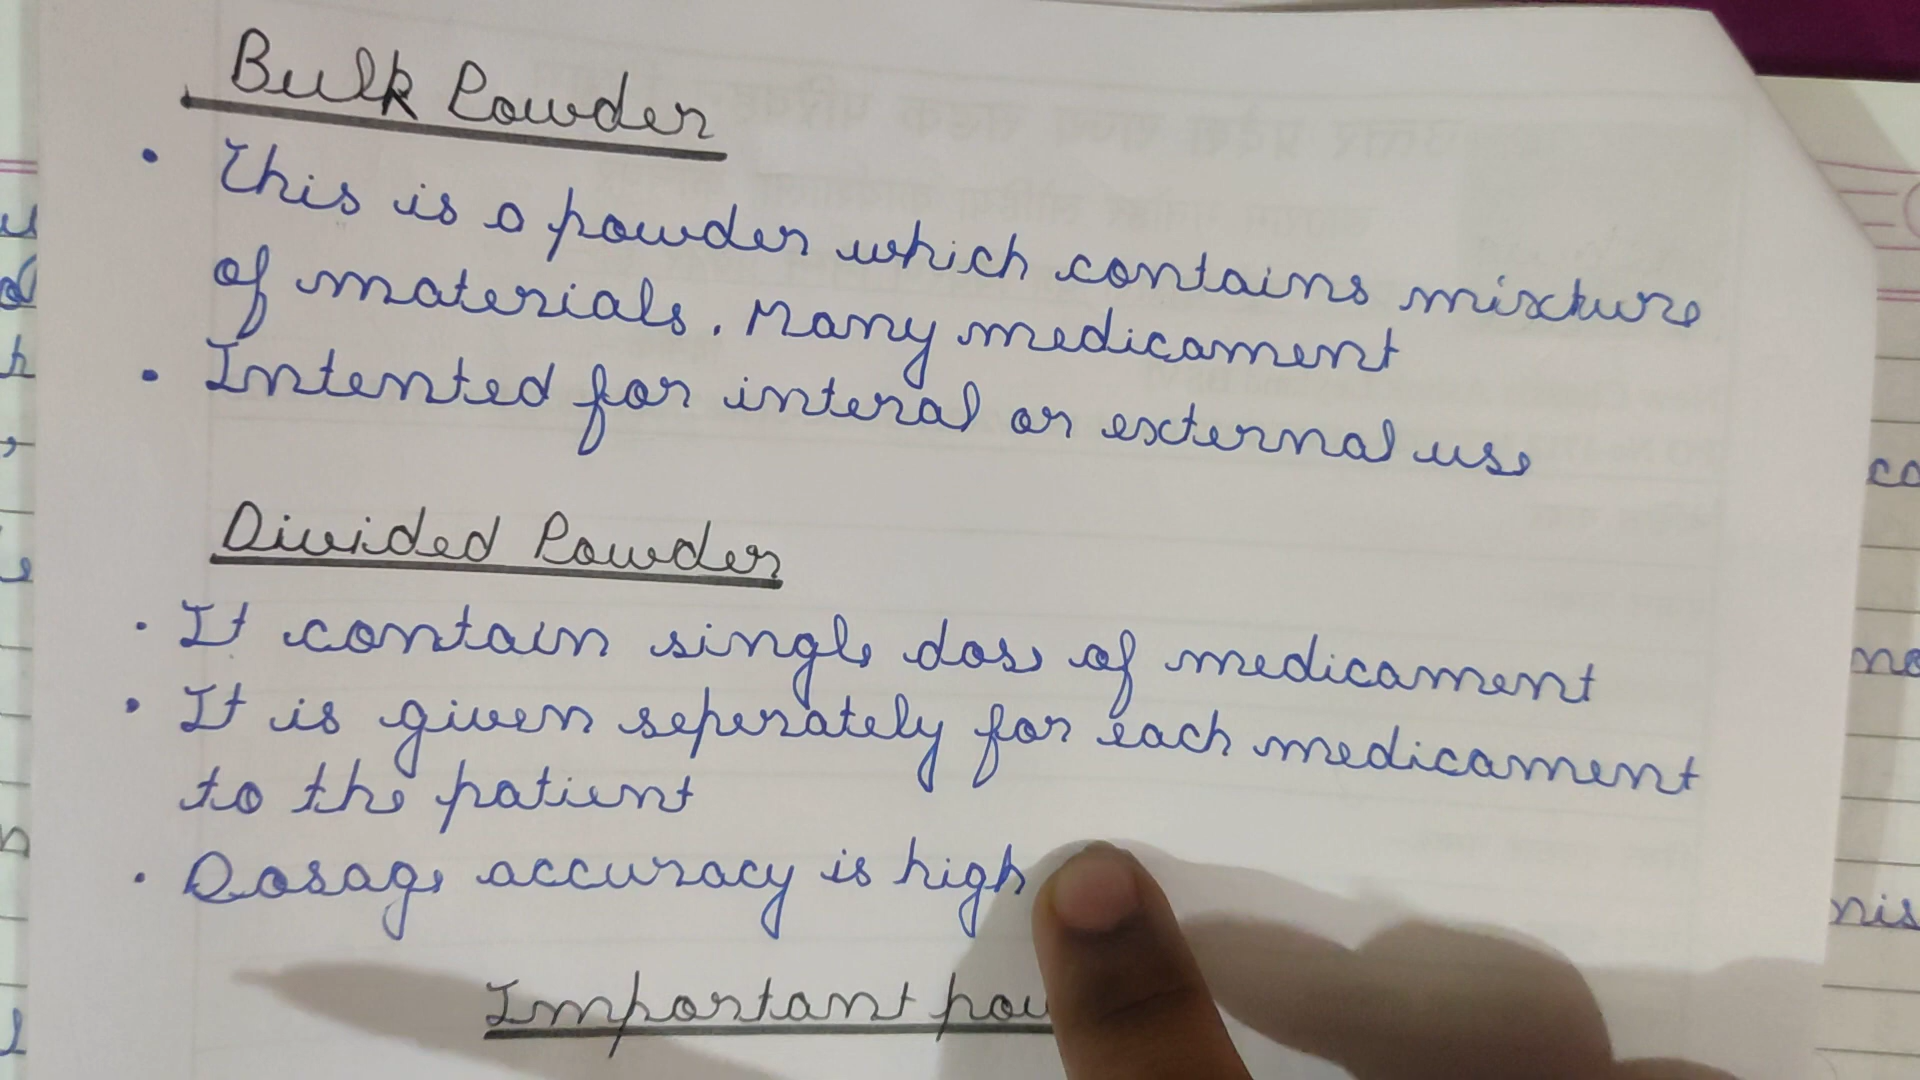 Bulk Powder
• This is a powder which contains mixture
of materials. Many medicament
• Intented for interal or external use
Divided Powder
• It contain single dose of medicament
• It is given seperately for each medicament
to the patient
• Dosage accuracy is high
Important